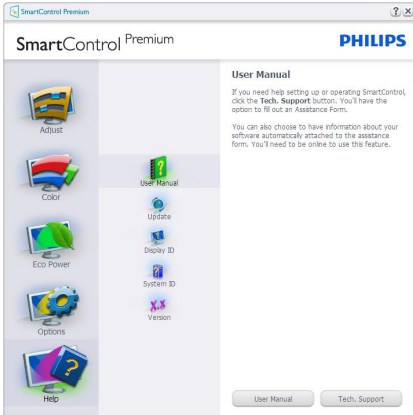 SmartControl Premium
? X
SmartControl Premium
PHILIPS
Adjust
Color
Eco Power
Options
Help
User Manual
Update
Display ID
System ID
Version
User Manual
If you need help setting up or operating SmartControl,
click the Tech. Support button. You'll have the
option to fill out an Assistance Form.
You can also choose to have information about your
software automatically attached to the assistance
form. You'll need to be online to use this feature.
User Manual
Tech. Support